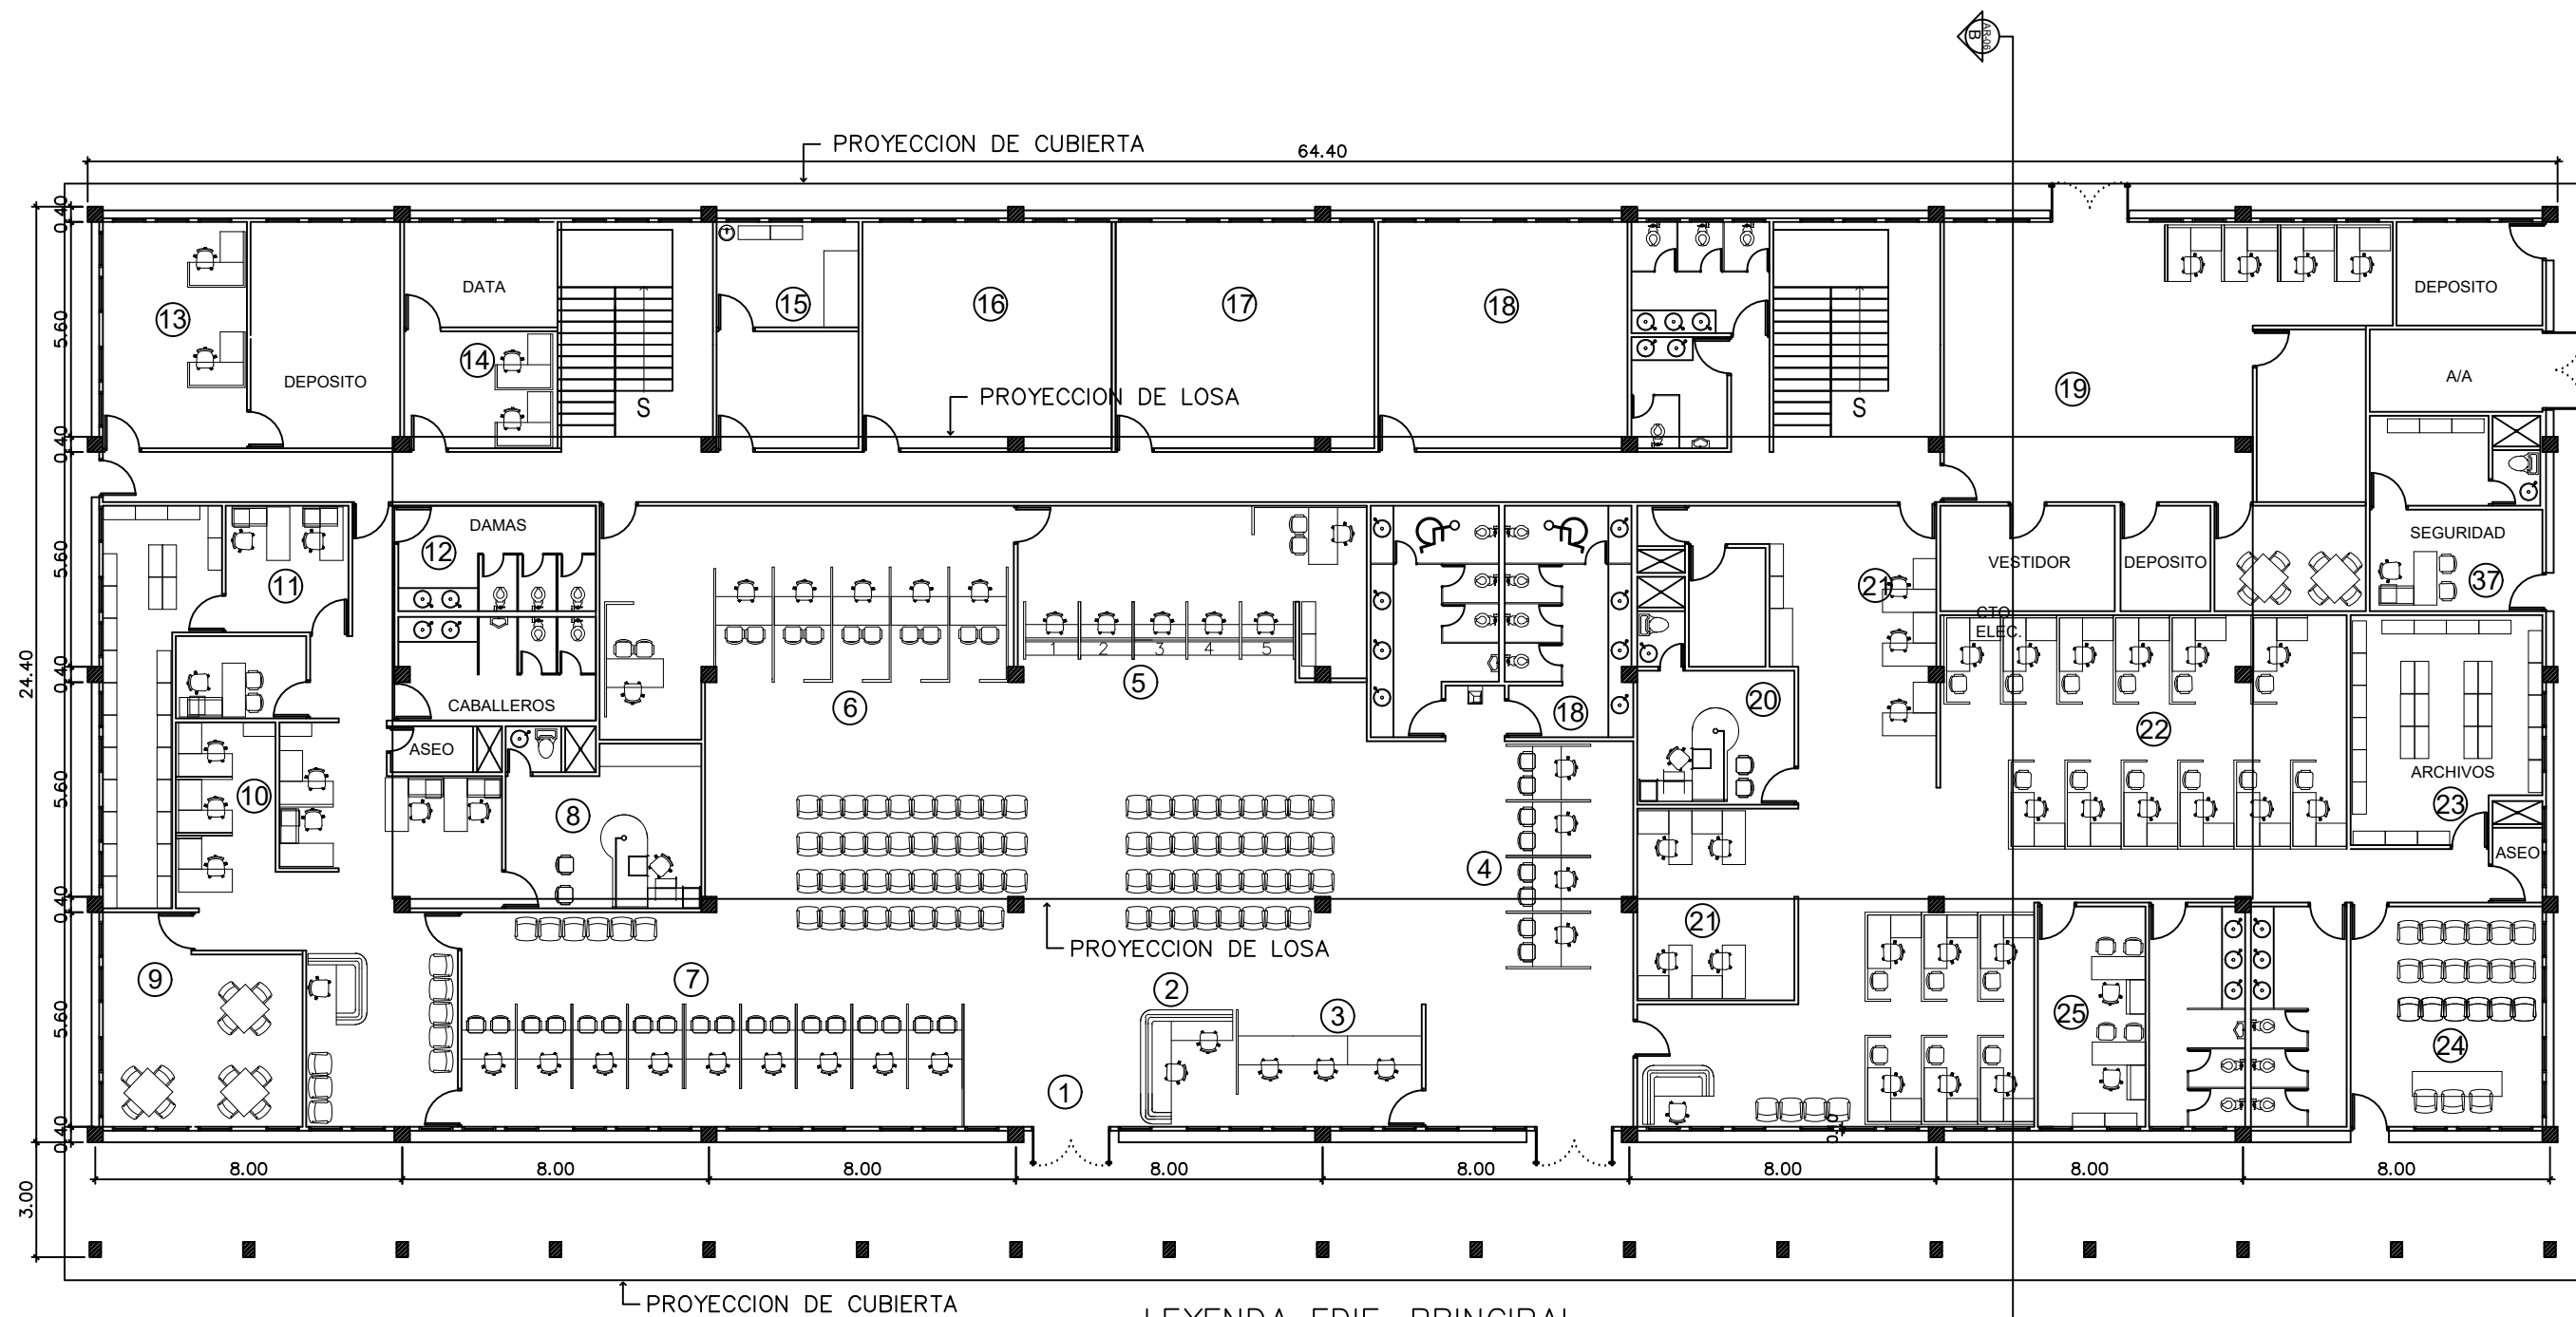 AR-06
B
PROYECCION DE CUBIERTA
64.40
0.40
5.60
0.40
5.60
0.40
5.60
0.40
5.60
0.40
24.40
3.00
13
DEPOSITO
DATA
14
S
15
16
17
18
S
19
DEPOSITO
A/A
PROYECCION DE LOSA
11
12
DAMAS
CABALLEROS
ASEO
10
8
6
5
1 2 3 4 5
18
20
21
CTO.
ELEC.
VESTIDOR
DEPOSITO
SEGURIDAD
37
22
ARCHIVOS
23
ASEO
4
9
7
PROYECCION DE LOSA
2
3
1
21
25
24
8.00 8.00 8.00 8.00 8.00 8.00 8.00 8.00
PROYECCION DE CUBIERTA
LEYENDA EDIF. PRINCIPAL